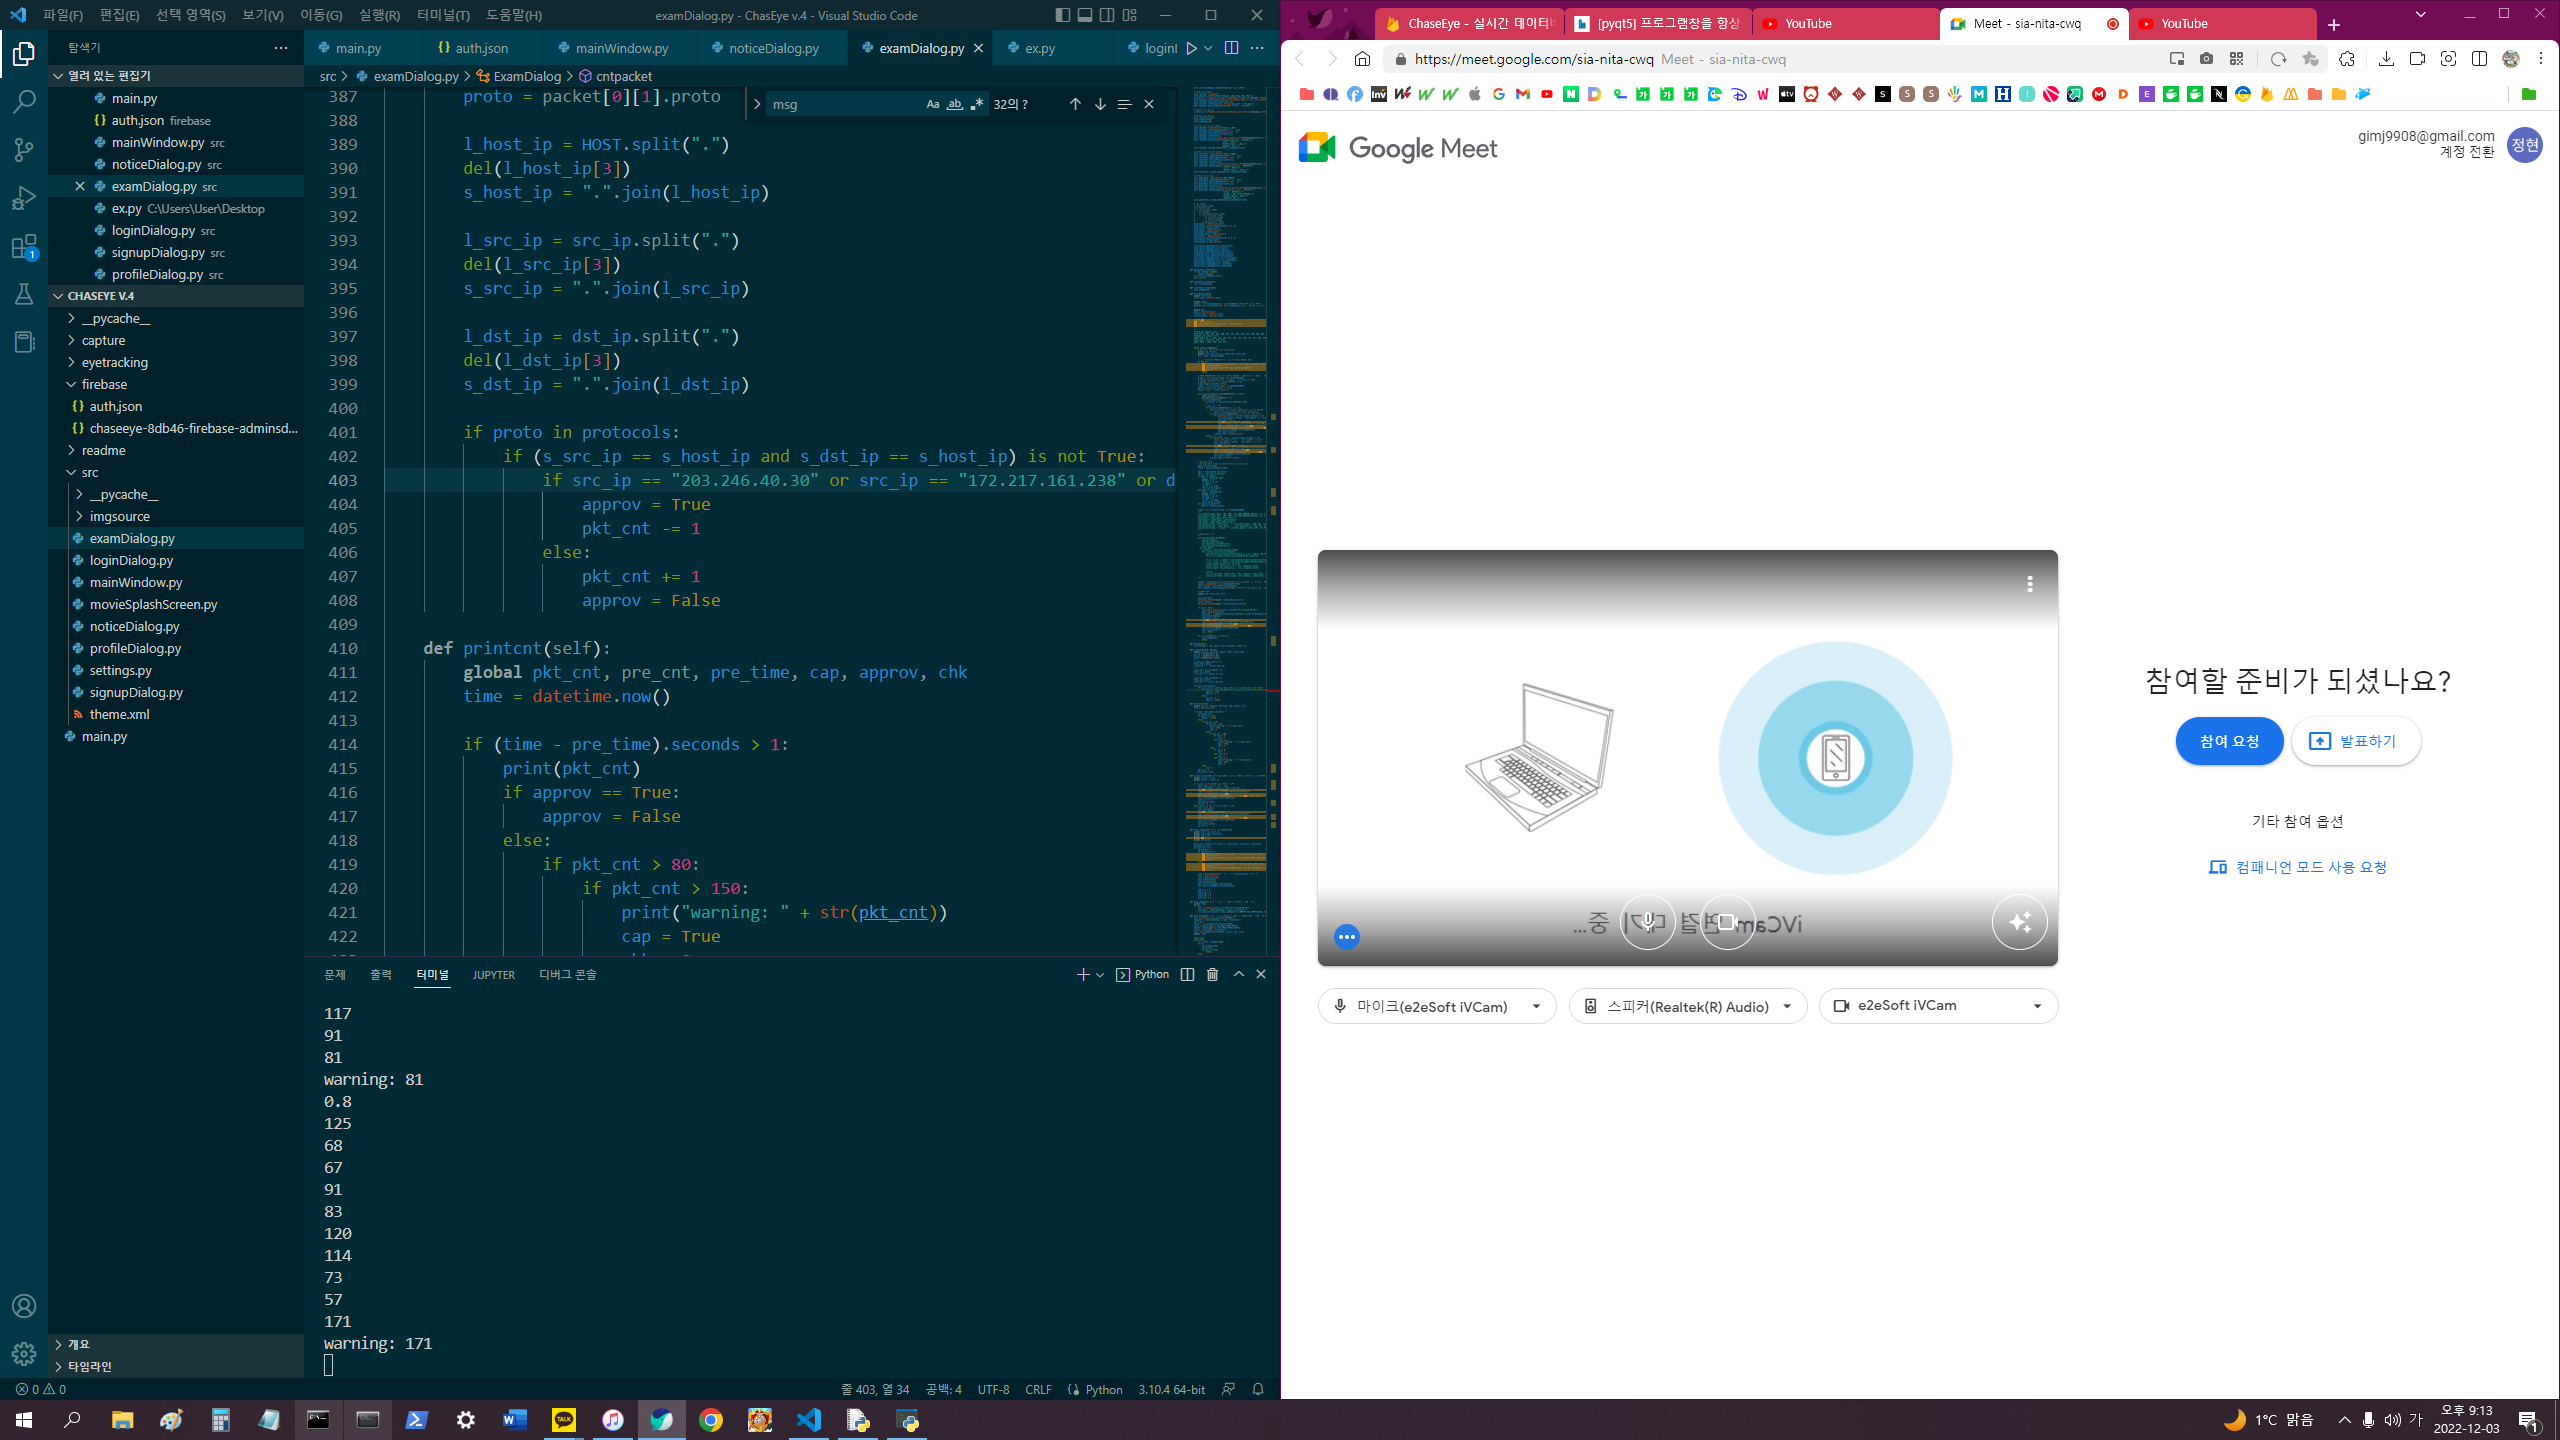 파일(F) 편집(E) 선택 영역(S) 보기(V) 이동(G) 실행(R) 터미널(T) 도움말(H)
examDialog.py - ChasEye v.4 - Visual Studio Code
탐색기
열려 있는 편집기
main.py
auth.json firebase
mainWindow.py src
noticeDialog.py src
examDialog.py src
ex.py C:\Users\User\Desktop
loginDialog.py src
signupDialog.py src
profileDialog.py src
CHASEYE V.4
__pycache__
capture
eyetracking
firebase
auth.json
chaseeye-8db46-firebase-adminsd...
readme
src
__pycache__
imgsource
examDialog.py
loginDialog.py
mainWindow.py
movieSplashScreen.py
noticeDialog.py
profileDialog.py
settings.py
signupDialog.py
theme.xml
main.py
개요
타임라인
main.py auth.json mainWindow.py noticeDialog.py examDialog.py ex.py loginI
src > examDialog.py > ExamDialog > cntpacket
msg
Aa ab 32의 ?
387 proto = packet[0][1].proto
388
389 l_host_ip = HOST.split(".")
390 del(l_host_ip[3])
391 s_host_ip = ".".join(l_host_ip)
392
393 l_src_ip = src_ip.split(".")
394 del(l_src_ip[3])
395 s_src_ip = ".".join(l_src_ip)
396
397 l_dst_ip = dst_ip.split(".")
398 del(l_dst_ip[3])
399 s_dst_ip = ".".join(l_dst_ip)
400
401 if proto in protocols:
402 if (s_src_ip == s_host_ip and s_dst_ip == s_host_ip) is not True:
403 if src_ip == "203.246.40.30" or src_ip == "172.217.161.238" or d
404 approv = True
405 pkt_cnt -= 1
406 else:
407 pkt_cnt += 1
408 approv = False
409
410 def printcnt(self):
411 global pkt_cnt, pre_cnt, pre_time, cap, approv, chk
412 time = datetime.now()
413
414 if (time - pre_time).seconds > 1:
415 print(pkt_cnt)
416 if approv == True:
417 approv = False
418 else:
419 if pkt_cnt > 80:
420 if pkt_cnt > 150:
421 print("warning: " + str(pkt_cnt))
422 cap = True
문제 출력 터미널 JUPYTER 디버그 콘솔
Python
117
91
81
warning: 81
0.8
125
68
67
91
83
120
114
73
57
171
warning: 171
0 0
줄 403, 열 34 공백: 4 UTF-8 CRLF Python 3.10.4 64-bit
ChaseEye - 실시간 데이터
[pyqt5] 프로그램창을 항상
YouTube
Meet - sia-nita-cwq
YouTube
https://meet.google.com/sia-nita-cwq Meet - sia-nita-cwq
Google Meet
gimj9908@gmail.com
계정 전환
정현
iVCam 연결 대기 중...
마이크(e2eSoft iVCam)
스피커(Realtek(R) Audio)
e2eSoft iVCam
참여할 준비가 되셨나요?
참여 요청
발표하기
기타 참여 옵션
컴패니언 모드 사용 요청
1°C 맑음
가
오후 9:13
2022-12-03
1